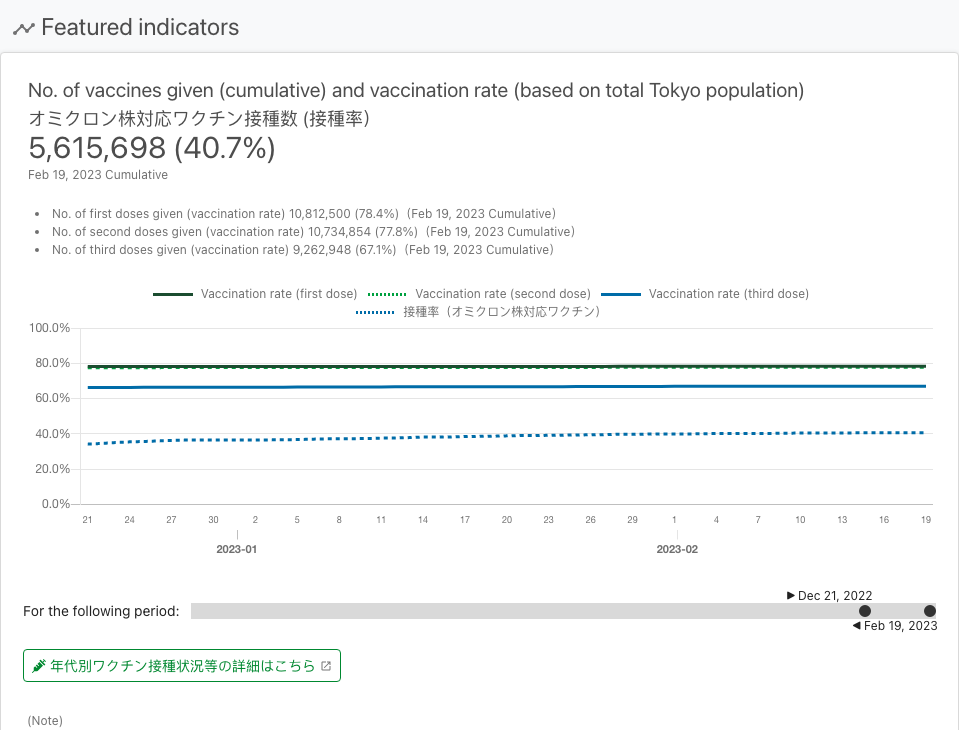 Featured indicators
No. of vaccines given (cumulative) and vaccination rate (based on total Tokyo population)
オミクロン株対応ワクチン接種数 (接種率)
5,615,698 (40.7%)
Feb 19, 2023 Cumulative
No. of first doses given (vaccination rate) 10,812,500 (78.4%)（Feb 19, 2023 Cumulative）
No. of second doses given (vaccination rate) 10,734,854 (77.8%)（Feb 19, 2023 Cumulative）
No. of third doses given (vaccination rate) 9,262,948 (67.1%)（Feb 19, 2023 Cumulative）
Vaccination rate (first dose) Vaccination rate (second dose) Vaccination rate (third dose)
接種率（オミクロン株対応ワクチン）
100.0%
80.0%
60.0%
40.0%
20.0%
0.0%
21 24 27 30 2 5 8 11 14 17 20 23 26 29 1 4 7 10 13 16 19
2023-01 2023-02
Dec 21, 2022
For the following period:
Feb 19, 2023
年代別ワクチン接種状況等の詳細はこちら
(Note)